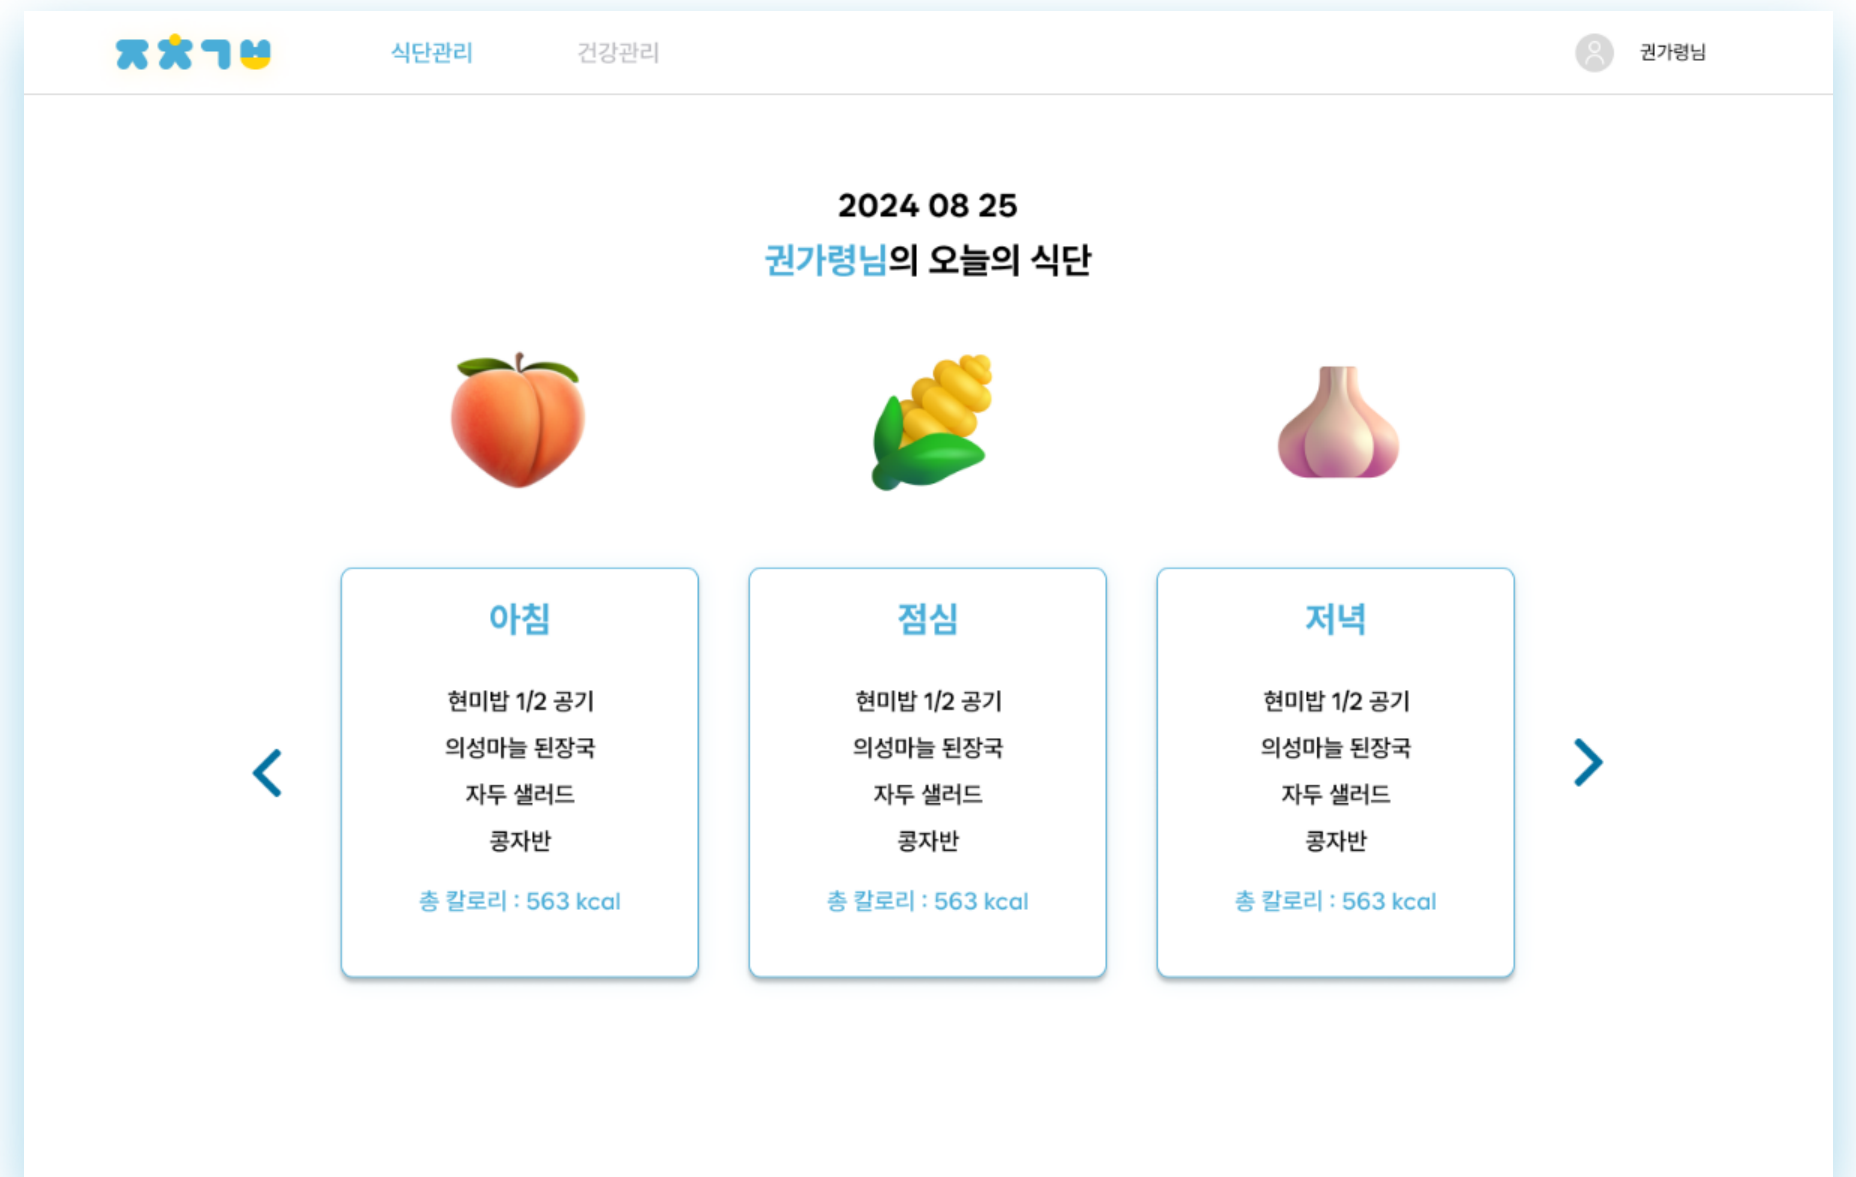 ㅈㅊㄱㅂ
식단관리
건강관리
권가령님
2024 08 25
권가령님의 오늘의 식단
아침
현미밥 1/2 공기
의성마늘 된장국
자두 샐러드
콩자반
총 칼로리 : 563 kcal
점심
현미밥 1/2 공기
의성마늘 된장국
자두 샐러드
콩자반
총 칼로리 : 563 kcal
저녁
현미밥 1/2 공기
의성마늘 된장국
자두 샐러드
콩자반
총 칼로리 : 563 kcal